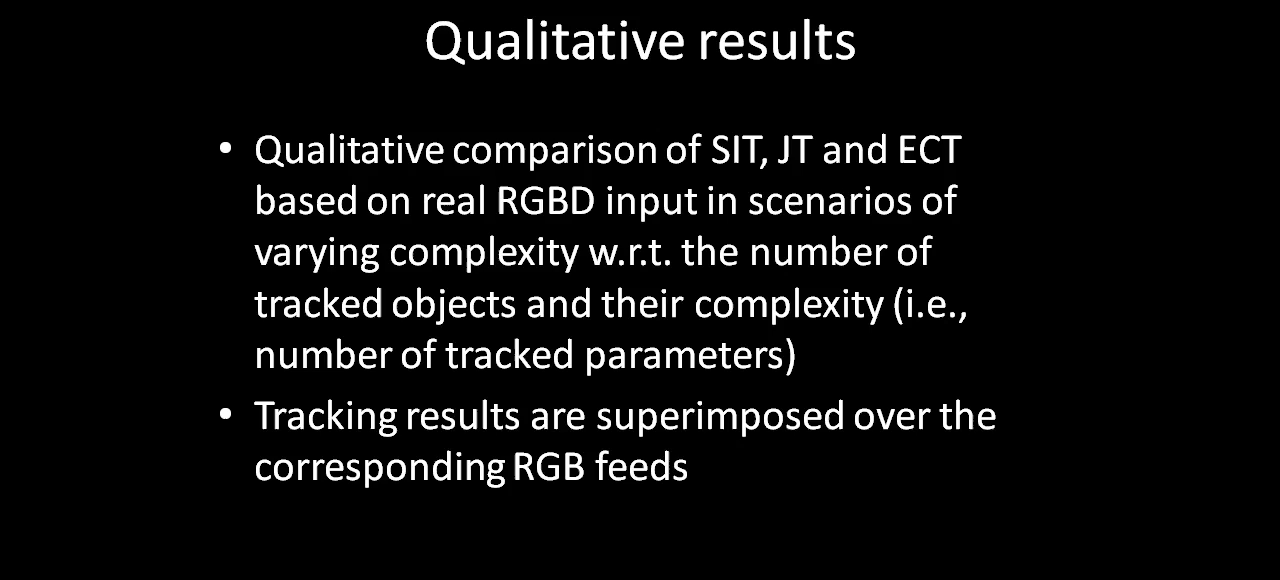 Qualitative results
• Qualitative comparison of SIT, JT and ECT
based on real RGBD input in scenarios of
varying complexity w.r.t. the number of
tracked objects and their complexity (i.e.,
number of tracked parameters)
• Tracking results are superimposed over the
corresponding RGB feeds